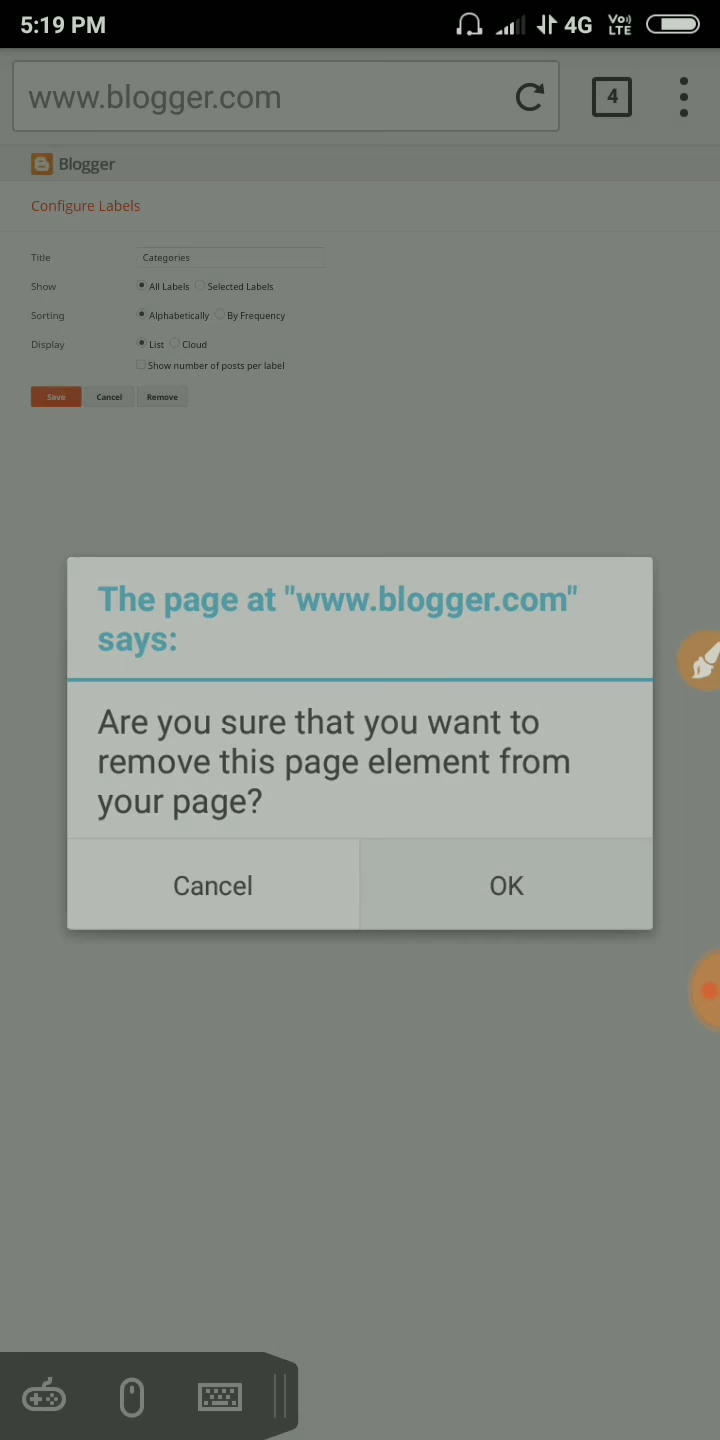 5:19 PM
4G
Vo)) LTE
www.blogger.com
4
Blogger
Configure Labels
Title Categories
Show All Labels Selected Labels
Sorting Alphabetically By Frequency
Display List Cloud
Show number of posts per label
Save Cancel Remove
The page at "www.blogger.com"
says:
Are you sure that you want to
remove this page element from
your page?
Cancel OK